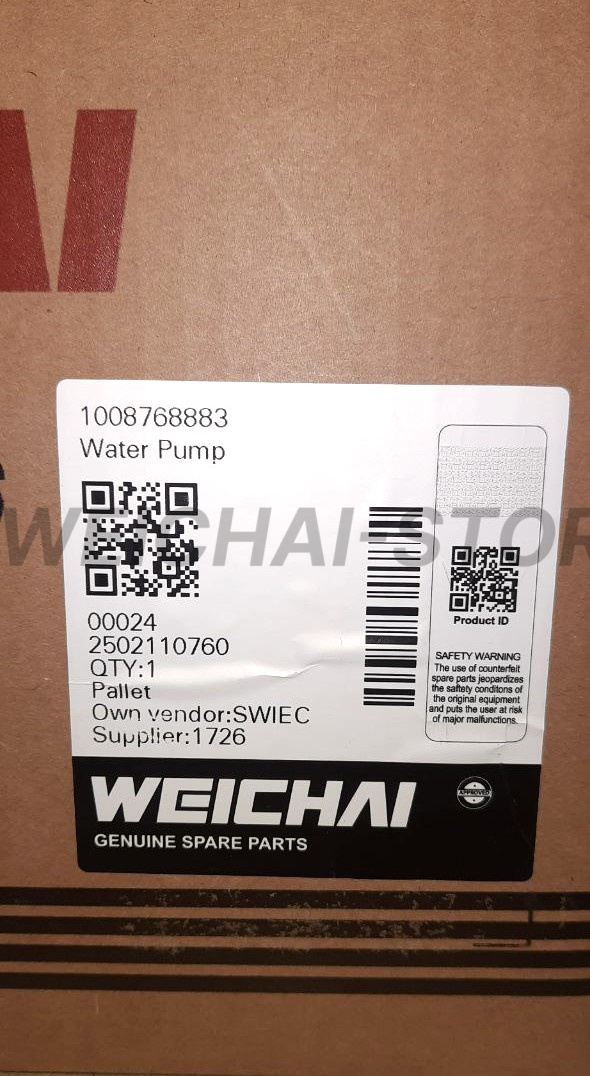 1008768883
Water Pump
00024
2502110760
QTY:1
Pallet
Own vendor:SWIEC
Supplier:1726
Product ID
SAFETY WARNING
The use of counterfeit
spare parts jeopardizes
the saftety conditons of
the original equipment
and puts the user at risk
of major malfunctions.
WEICHAI-STOR
WEICHAI
APPROVED
GENUINE SPARE PARTS